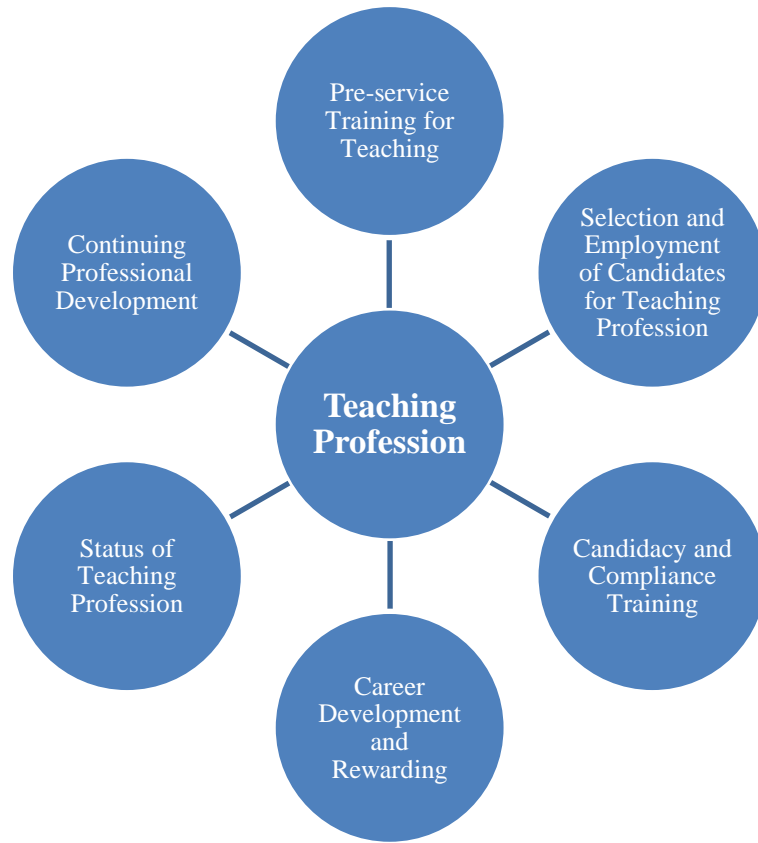 Pre-service
Training for
Teaching
Selection and
Employment
of Candidates
for Teaching
Profession
Candidacy and
Compliance
Training
Career
Development
and
Rewarding
Status of
Teaching
Profession
Continuing
Professional
Development
Teaching
Profession